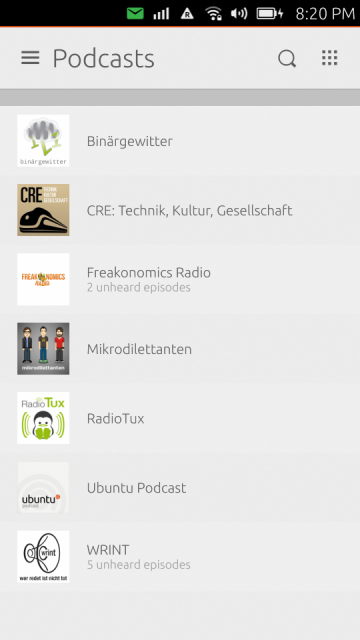 8:20 PM
Podcasts
binärgewitter
Binärgewitter
CRE
TECHNIK
KULTUR
GESELLSCHAFT
CRE: Technik, Kultur, Gesellschaft
FREAKONOMICS
RADIO
Freakonomics Radio
2 unheard episodes
mikrodilettanten
Mikrodilettanten
RadioTux
RadioTux
ubuntu
podcast
Ubuntu Podcast
wrint
wer redet ist nicht tot
WRINT
5 unheard episodes